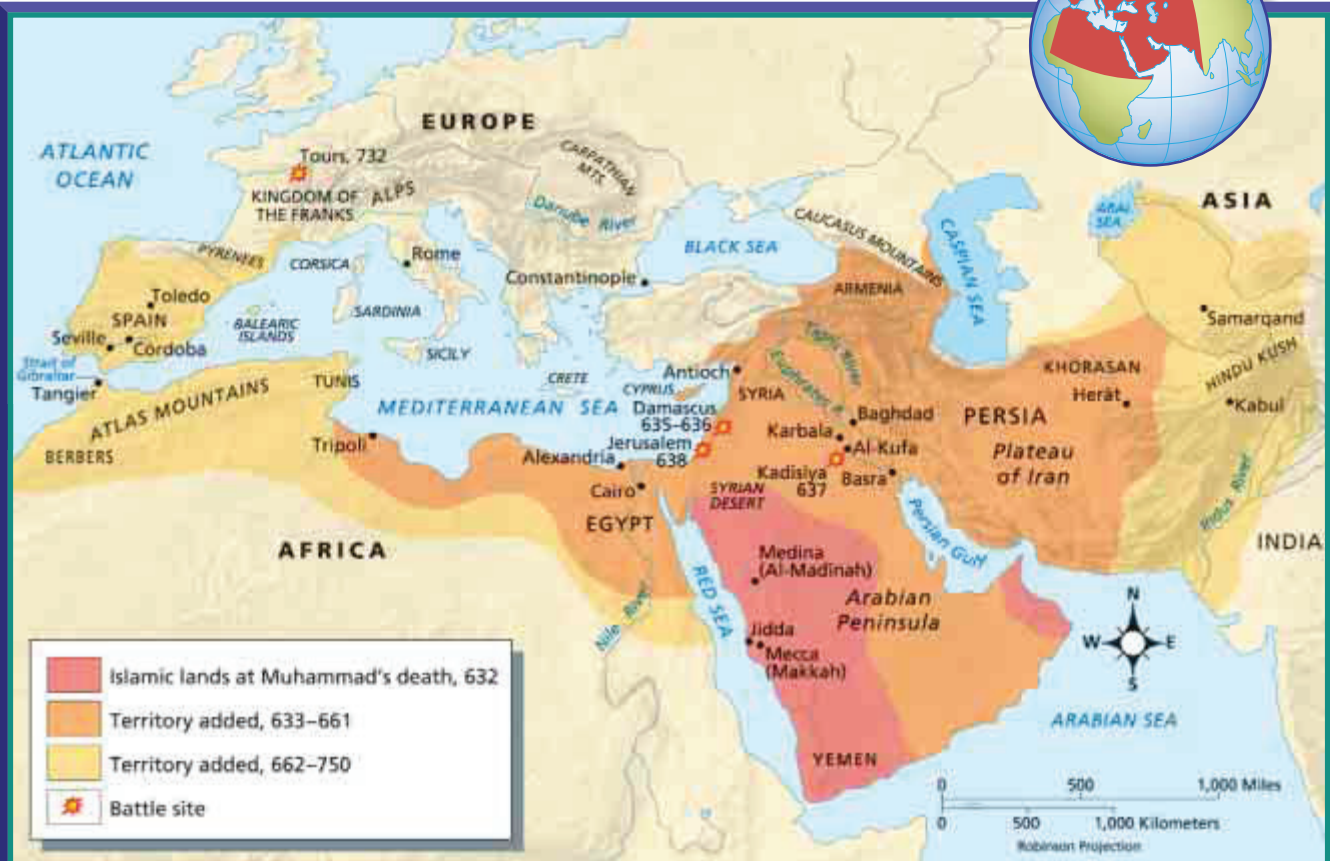 ATLANTIC
OCEAN
EUROPE
Tours, 732
KINGDOM OF
THE FRANKS
ALPS
CARPATHIAN
MTS.
Danube River
PYRENEES
CORSICA
Rome
Constantinople
BLACK SEA
CAUCASUS MOUNTAINS
CASPIAN SEA
ARAL
SEA
ASIA
Toledo
SPAIN
Seville
Córdoba
BALEARIC
ISLANDS
SARDINIA
SICILY
Strait of
Gibraltar
Tangier
ATLAS MOUNTAINS
BERBERS
TUNIS
Tripoli
MEDITERRANEAN SEA
CRETE
CYPRUS
Antioch
SYRIA
ARMENIA
Tigris River
Euphrates R.
Damascus
635–636
Jerusalem
638
Alexandria
Cairo
EGYPT
AFRICA
Nile River
SYRIAN
DESERT
Baghdad
Karbala
Al-Kufa
Kadisiya
637
Basra
PERSIA
Plateau
of Iran
KHORASAN
Herāt
Samarqand
HINDU KUSH
Kabul
Indus River
INDIA
Persian Gulf
RED SEA
Medina
(Al-Madīnah)
Arabian
Peninsula
Jidda
Mecca
(Makkah)
YEMEN
ARABIAN SEA
N
W
E
S
Islamic lands at Muhammad's death, 632
Territory added, 633–661
Territory added, 662–750
Battle site
0 500 1,000 Miles
0 500 1,000 Kilometers
Robinson Projection